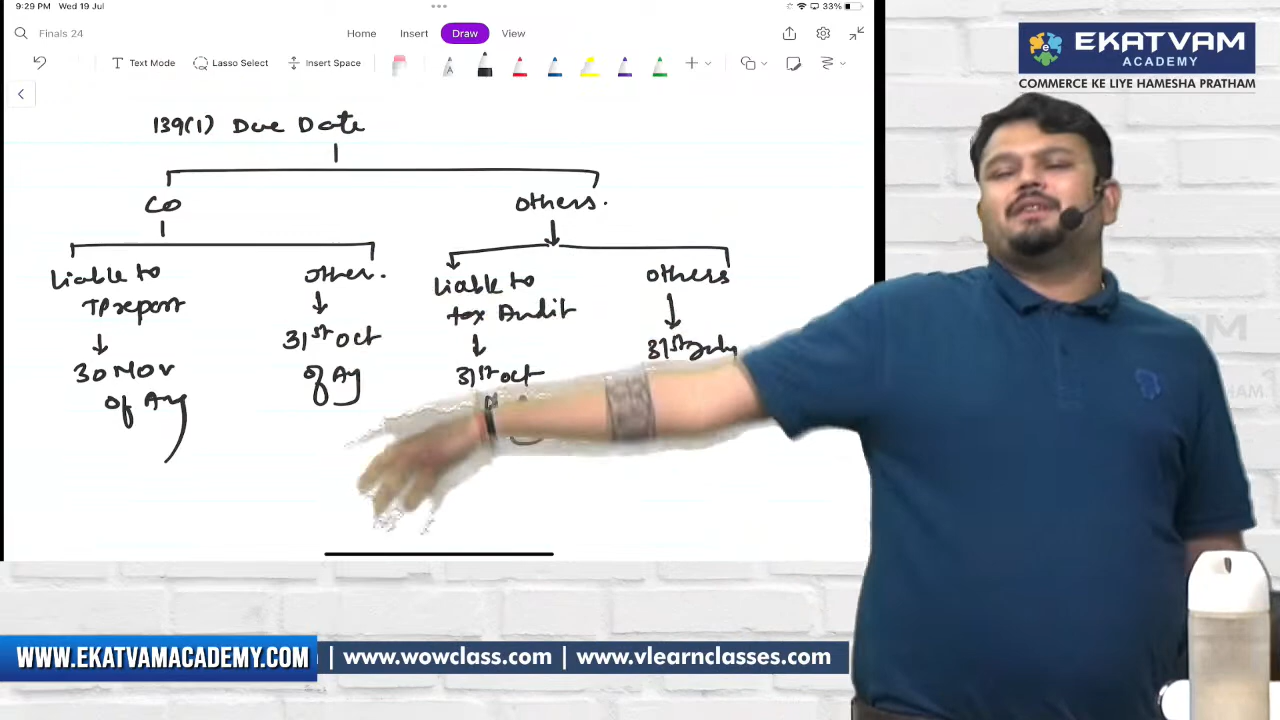 9:29 PM Wed 19 Jul
33%
Finals 24
Home Insert Draw View
Text Mode Lasso Select Insert Space
139(1) Due Date
Co
Others.
Liable to
TP report
30 Nov
of Ay
Other.
31st Oct
of Ay
Liable to
tax Audit
31st oct
Others
31st July
EKATVAM
ACADEMY
COMMERCE KE LIYE HAMESHA PRATHAM
WWW.EKATVAMACADEMY.COM | www.wowclass.com | www.vlearnclasses.com